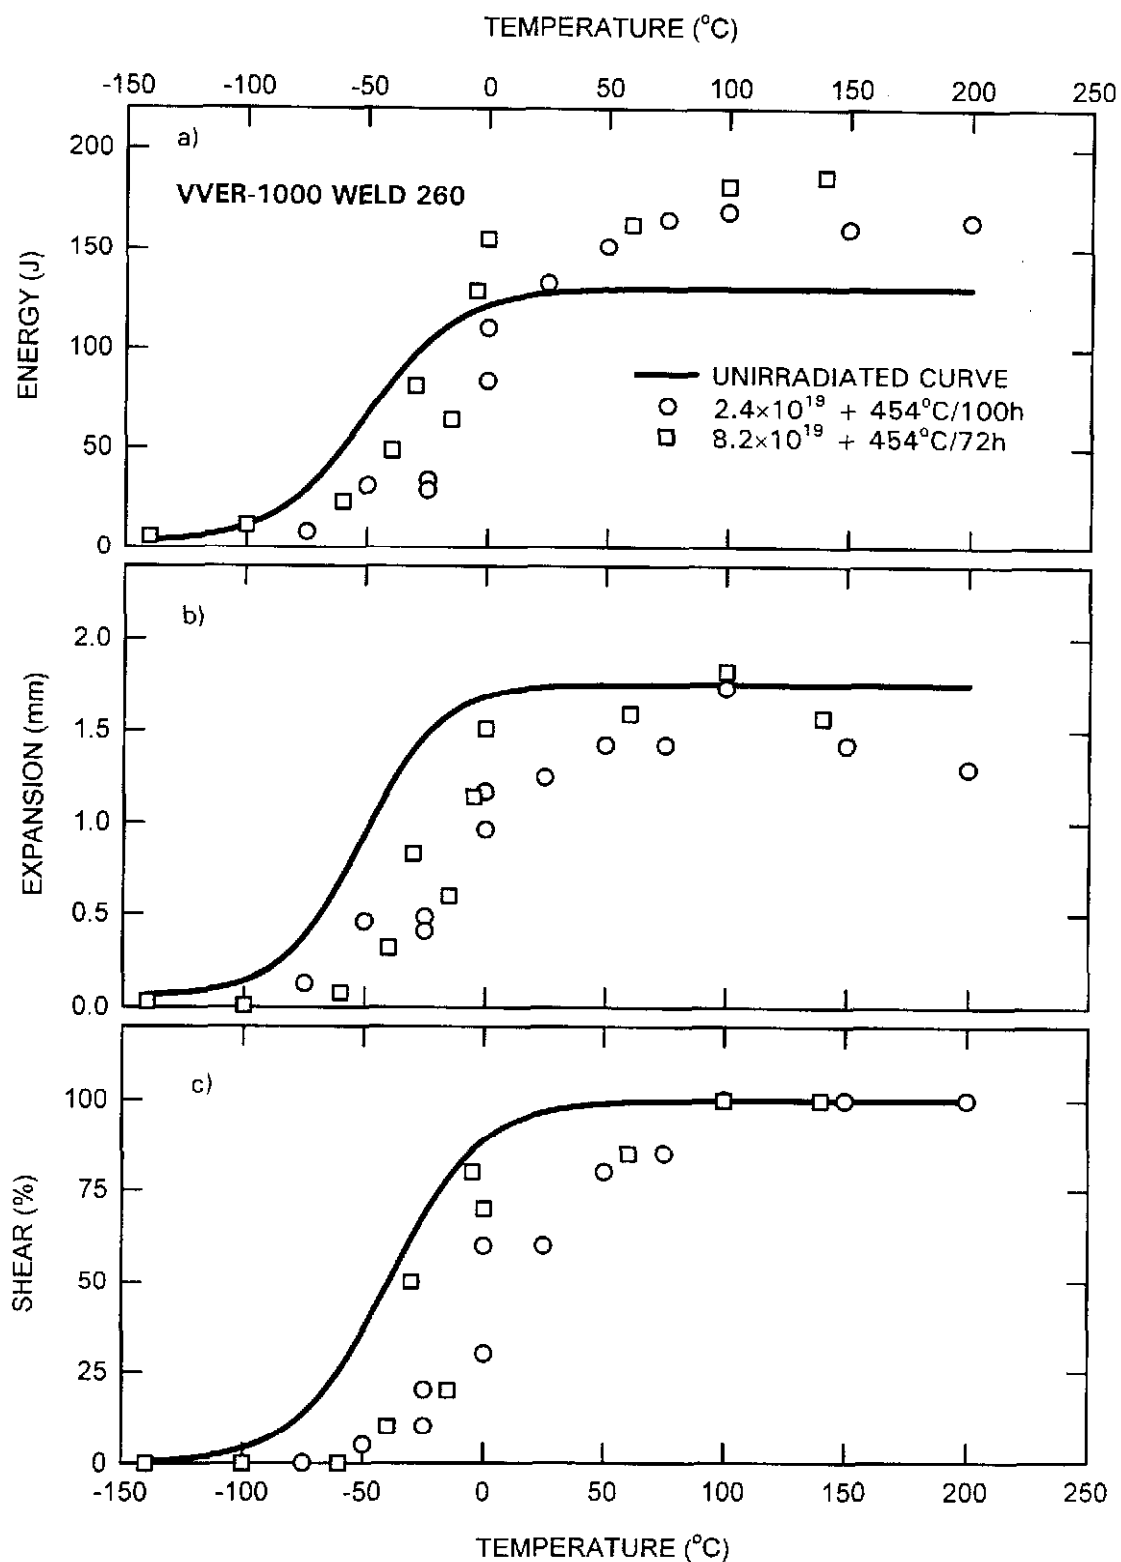 TEMPERATURE (°C)
-150 -100 -50 0 50 100 150 200 250
a)
VVER-1000 WELD 260
ENERGY (J)
200
150
100
50
0
UNIRRADIATED CURVE
2.4×10¹⁹ + 454°C/100h
8.2×10¹⁹ + 454°C/72h
b)
EXPANSION (mm)
2.0
1.5
1.0
0.5
0.0
c)
SHEAR (%)
100
75
50
25
0
-150 -100 -50 0 50 100 150 200 250
TEMPERATURE (°C)